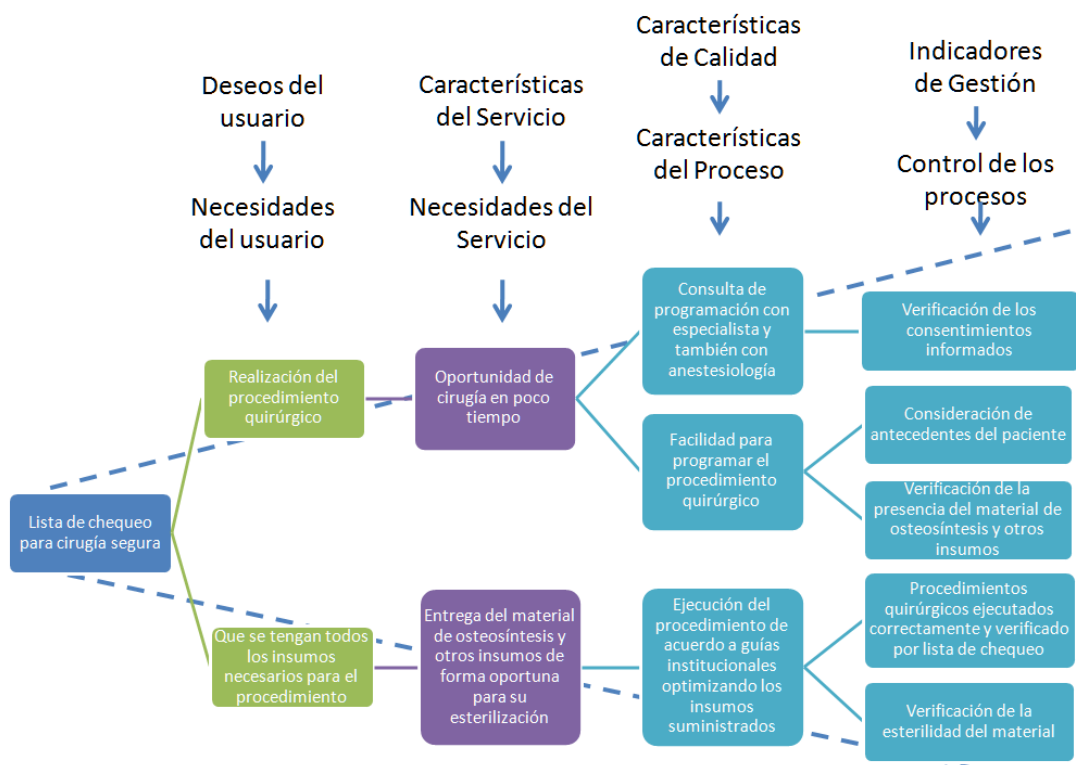 Deseos del
usuario
Necesidades
del usuario
Características
del Servicio
Necesidades del
Servicio
Características
de Calidad
Características
del Proceso
Indicadores
de Gestión
Control de los
procesos
Lista de chequeo
para cirugía segura
Realización del
procedimiento
quirúrgico
Oportunidad de
cirugía en poco
tiempo
Consulta de
programación con
especialista y
también con
anestesiología
Verificación de los
consentimientos
informados
Facilidad para
programar el
procedimiento
quirúrgico
Consideración de
antecedentes del
paciente
Verificación de la
presencia del material de
osteosíntesis y otros
insumos
Que se tengan todos
los insumos
necesarios para el
procedimiento
Entrega del material
de osteosíntesis y
otros insumos de
forma oportuna
para su
esterilización
Ejecución del
procedimiento de
acuerdo a guías
institucionales
optimizando los
insumos
suministrados
Procedimientos
quirúrgicos ejecutados
correctamente y verificado
por lista de chequeo
Verificación de la
esterilidad del material